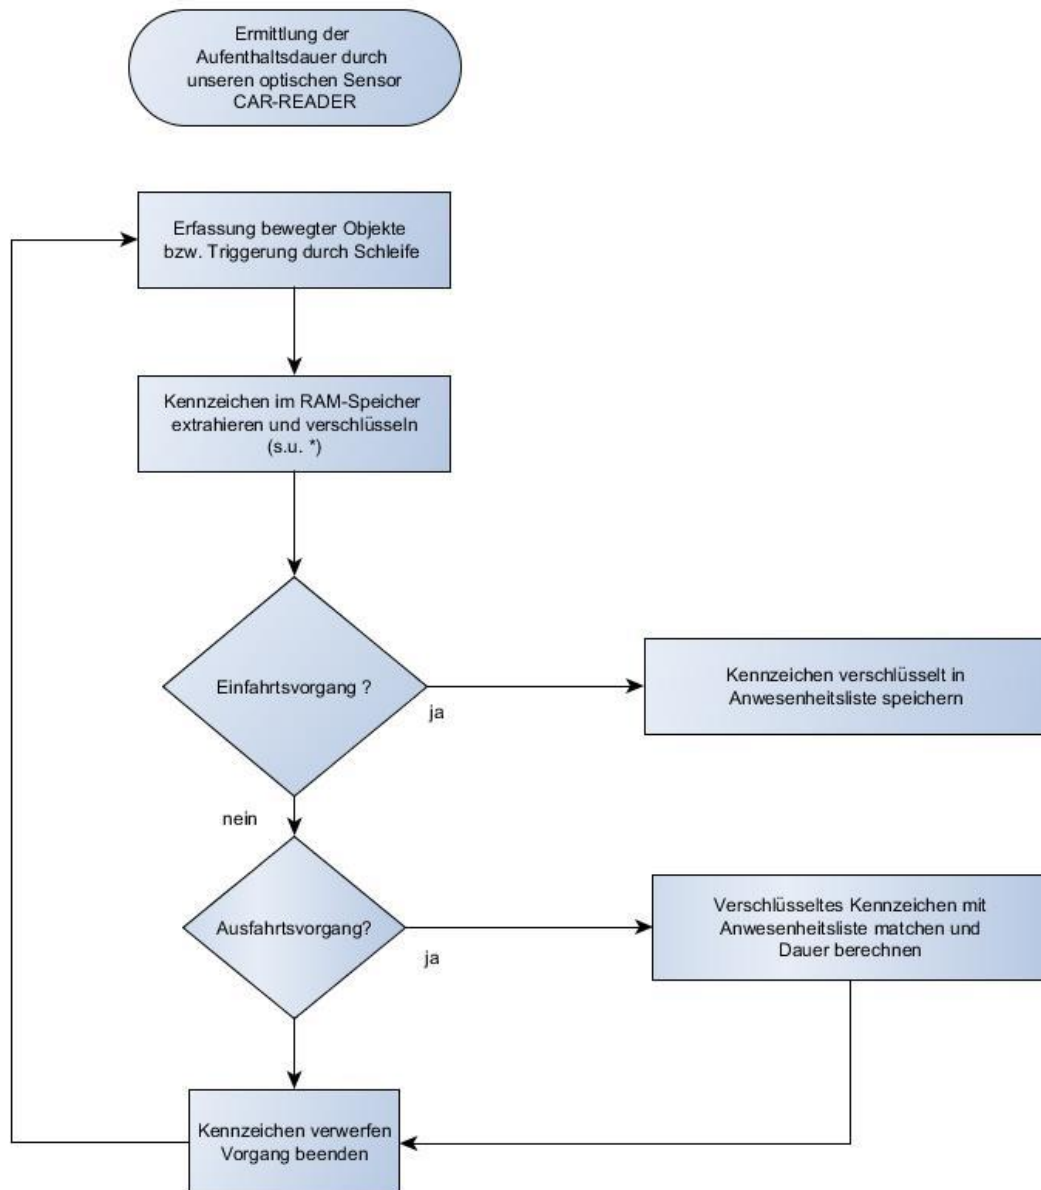 Ermittlung der
Aufenthaltsdauer durch
unseren optischen Sensor
CAR-READER
Erfassung bewegter Objekte
bzw. Triggerung durch Schleife
Kennzeichen im RAM-Speicher
extrahieren und verschlüsseln
(s.u. *)
Einfahrtsvorgang ?
ja
Kennzeichen verschlüsselt in
Anwesenheitsliste speichern
nein
Ausfahrtsvorgang?
ja
Verschlüsseltes Kennzeichen mit
Anwesenheitsliste matchen und
Dauer berechnen
Kennzeichen verwerfen
Vorgang beenden